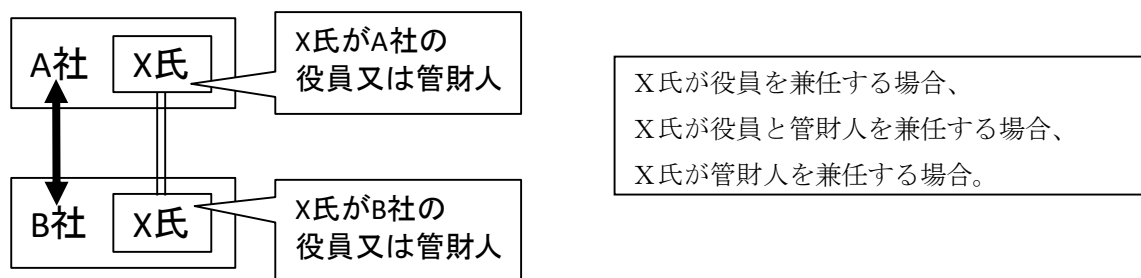 A社
X氏
X氏がA社の
役員又は管財人
B社
X氏
X氏がB社の
役員又は管財人
Ｘ氏が役員を兼任する場合、
Ｘ氏が役員と管財人を兼任する場合、
Ｘ氏が管財人を兼任する場合。